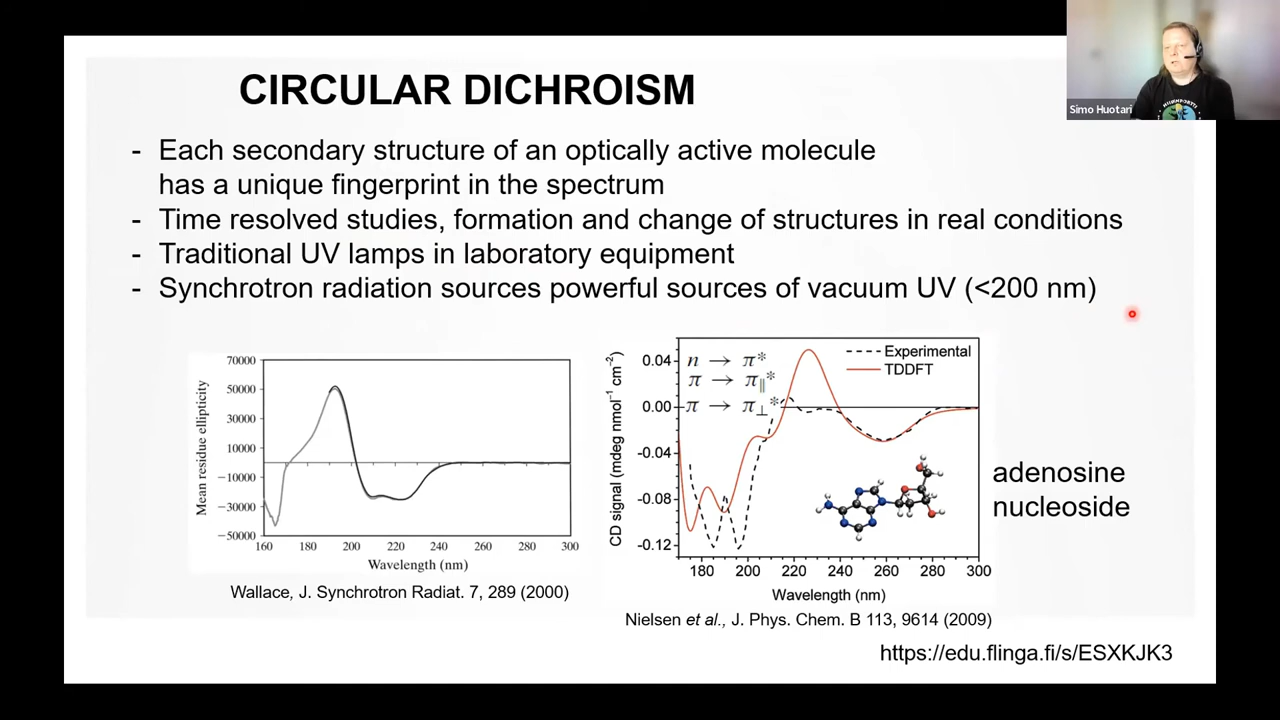 CIRCULAR DICHROISM
Simo Huotari
- Each secondary structure of an optically active molecule
has a unique fingerprint in the spectrum
- Time resolved studies, formation and change of structures in real conditions
- Traditional UV lamps in laboratory equipment
- Synchrotron radiation sources powerful sources of vacuum UV (<200 nm)
Mean residue ellipticity
70000
50000
30000
10000
−10000
−30000
−50000
160 180 200 220 240 260 280 300
Wavelength (nm)
Wallace, J. Synchrotron Radiat. 7, 289 (2000)
CD signal (mdeg nmol⁻¹ cm⁻²)
0.04
0.00
-0.04
-0.08
-0.12
n → π*
π → π∥*
π → π⊥*
Experimental
TDDFT
180 200 220 240 260 280 300
Wavelength (nm)
adenosine
nucleoside
Nielsen et al., J. Phys. Chem. B 113, 9614 (2009)
https://edu.flinga.fi/s/ESXKJK3